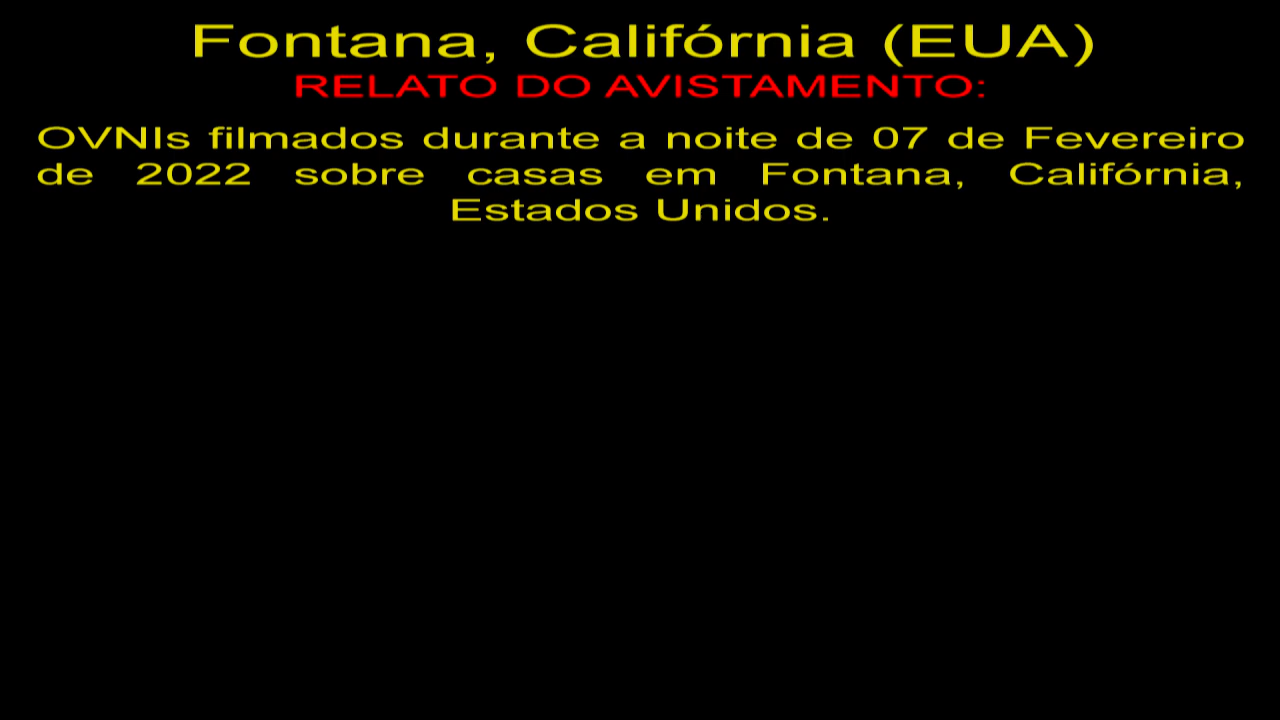 Fontana, Califórnia (EUA)
RELATO DO AVISTAMENTO:
OVNIs filmados durante a noite de 07 de Fevereiro
de 2022 sobre casas em Fontana, Califórnia,
Estados Unidos.